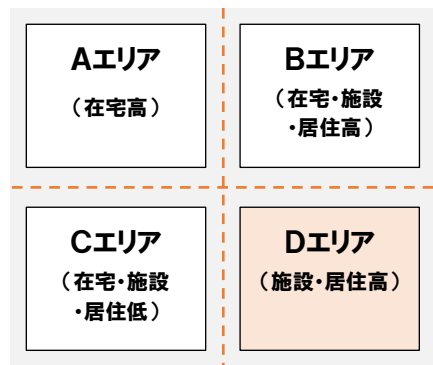 Aエリア
（在宅高）
Bエリア
（在宅・施設
・居住高）
Cエリア
（在宅・施設
・居住低）
Dエリア
（施設・居住高）